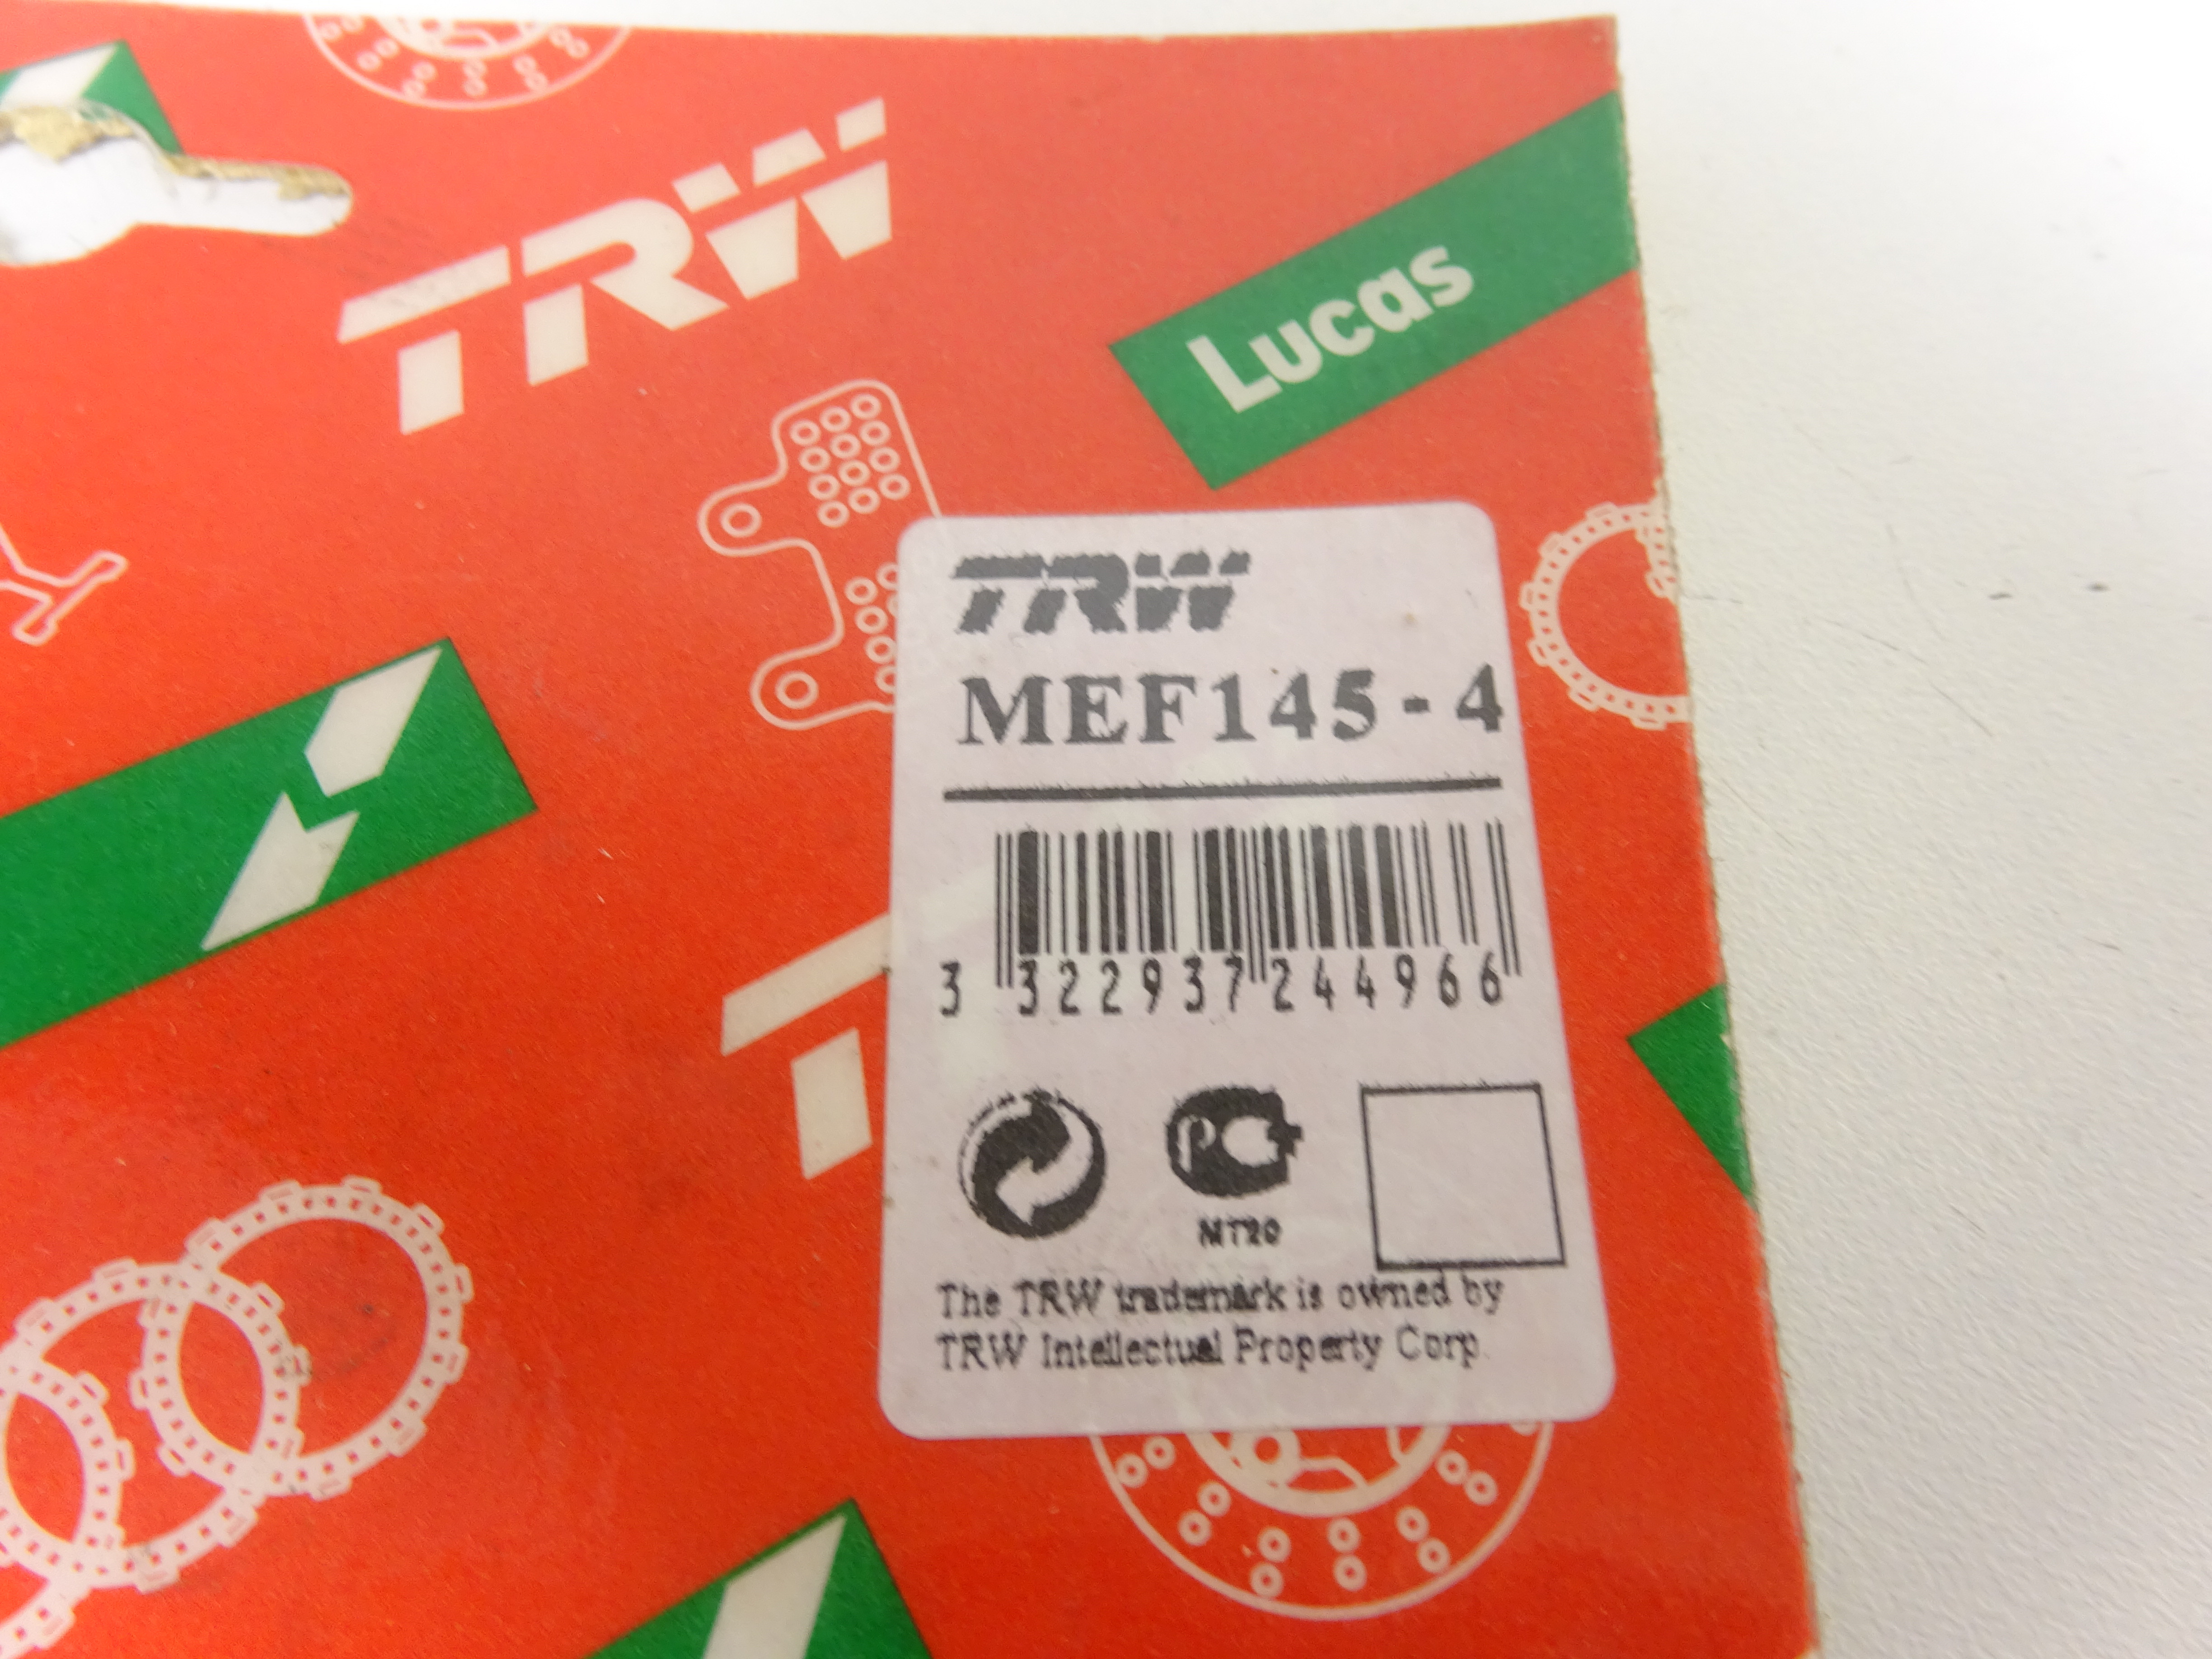 TRW
Lucas
TRW
MEF145-4
3 322937 244966
PC
MT20
The TRW trademark is owned by
TRW Intellectual Property Corp.
T